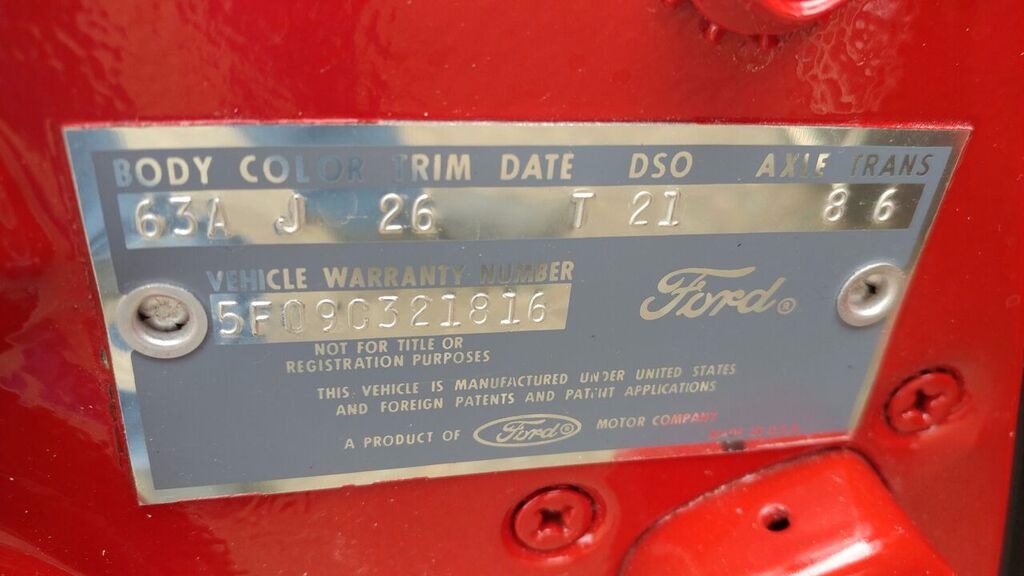 BODY COLOR TRIM DATE DSO AXLE TRANS
63A J 26 T 21 8 6
VEHICLE WARRANTY NUMBER
5F09C321816
Ford®
NOT FOR TITLE OR
REGISTRATION PURPOSES
THIS VEHICLE IS MANUFACTURED UNDER UNITED STATES
AND FOREIGN PATENTS AND PATENT APPLICATIONS
A PRODUCT OF Ford® MOTOR COMPANY
MADE IN U.S.A.